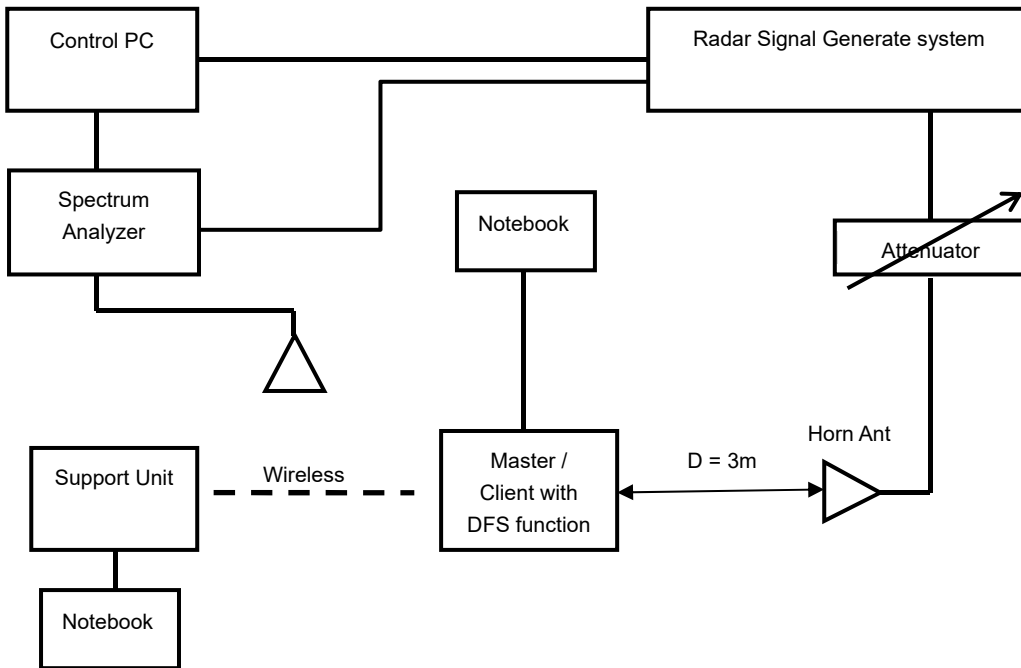 Control PC
Radar Signal Generate system
Spectrum
Analyzer
Notebook
Attenuator
Horn Ant
Support Unit
Wireless
Master /
Client with
DFS function
D = 3m
Notebook